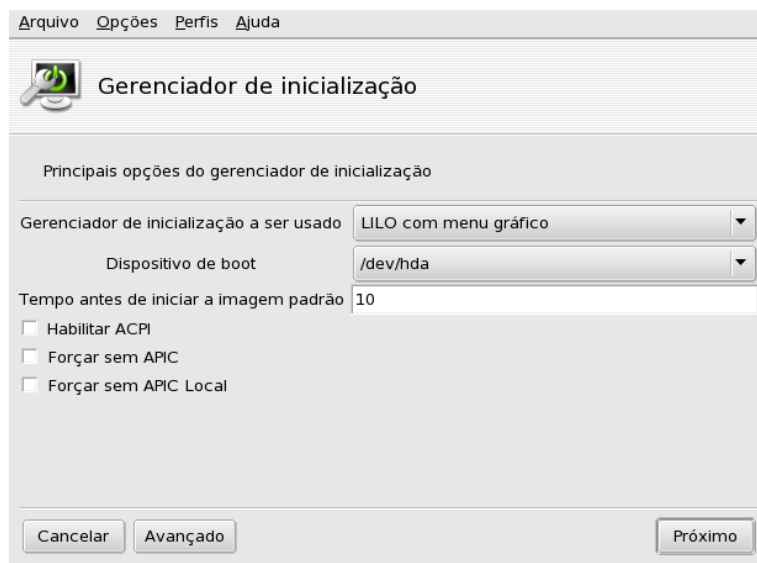 Arquivo Opções Perfis Ajuda
Gerenciador de inicialização
Principais opções do gerenciador de inicialização
Gerenciador de inicialização a ser usado LILO com menu gráfico
Dispositivo de boot /dev/hda
Tempo antes de iniciar a imagem padrão 10
Habilitar ACPI
Forçar sem APIC
Forçar sem APIC Local
Cancelar Avançado Próximo